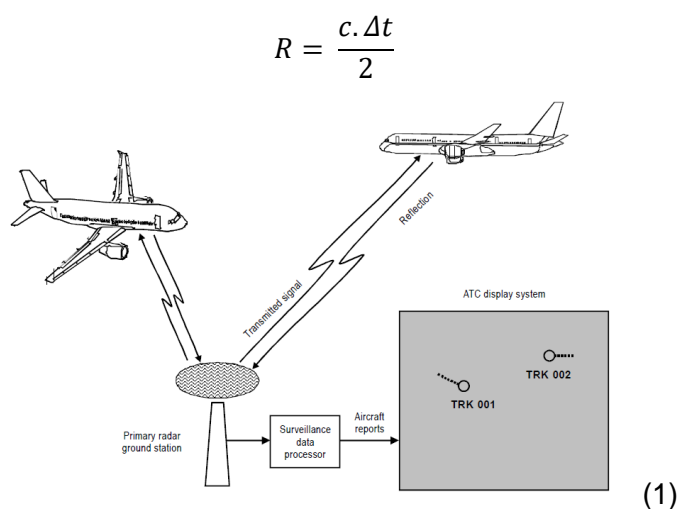 R = c. Δt / 2
Transmitted signal
Reflection
ATC display system
TRK 002
TRK 001
Primary radar
ground station
Surveillance
data
processor
Aircraft
reports
(1)